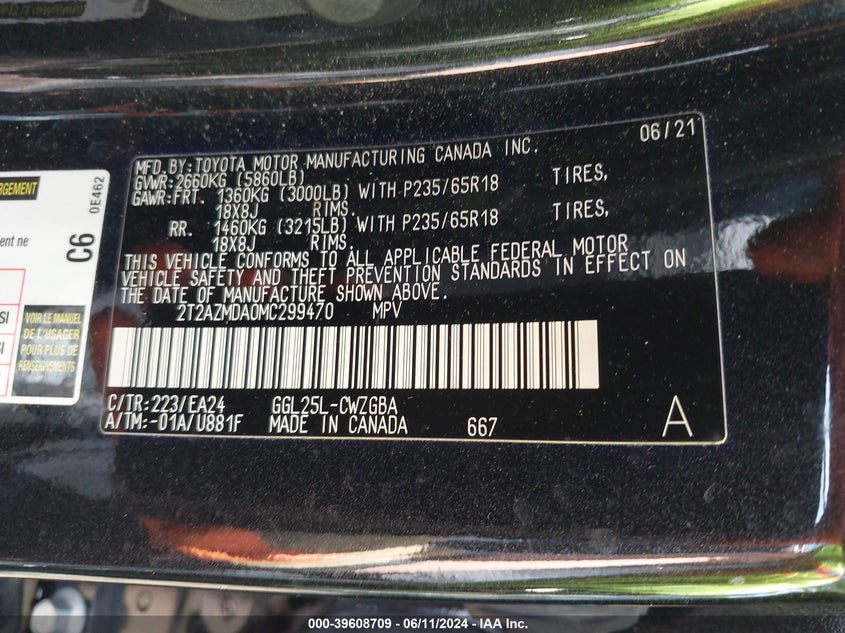 06/21
MFD.BY:TOYOTA MOTOR MANUFACTURING CANADA INC.
GVWR:2660KG (5860LB)
GAWR:FRT. 1360KG (3000LB) WITH P235/65R18 TIRES,
18X8J RIMS.
RR. 1460KG (3215LB) WITH P235/65R18 TIRES,
18X8J RIMS.
THIS VEHICLE CONFORMS TO ALL APPLICABLE FEDERAL MOTOR
VEHICLE SAFETY AND THEFT PREVENTION STANDARDS IN EFFECT ON
THE DATE OF MANUFACTURE SHOWN ABOVE.
2T2AZMDA0MC299470 MPV
C/TR:223/EA24 GGL25L-CWZGBA
A/TM:-01A/U881F MADE IN CANADA 667 A
C6 0E462
ent ne
SI
SI
VOIR LE MANUEL
DE L'USAGER
POUR PLUS DE
RENSEIGNEMENTS
000-39608709 - 06/11/2024 - IAA Inc.